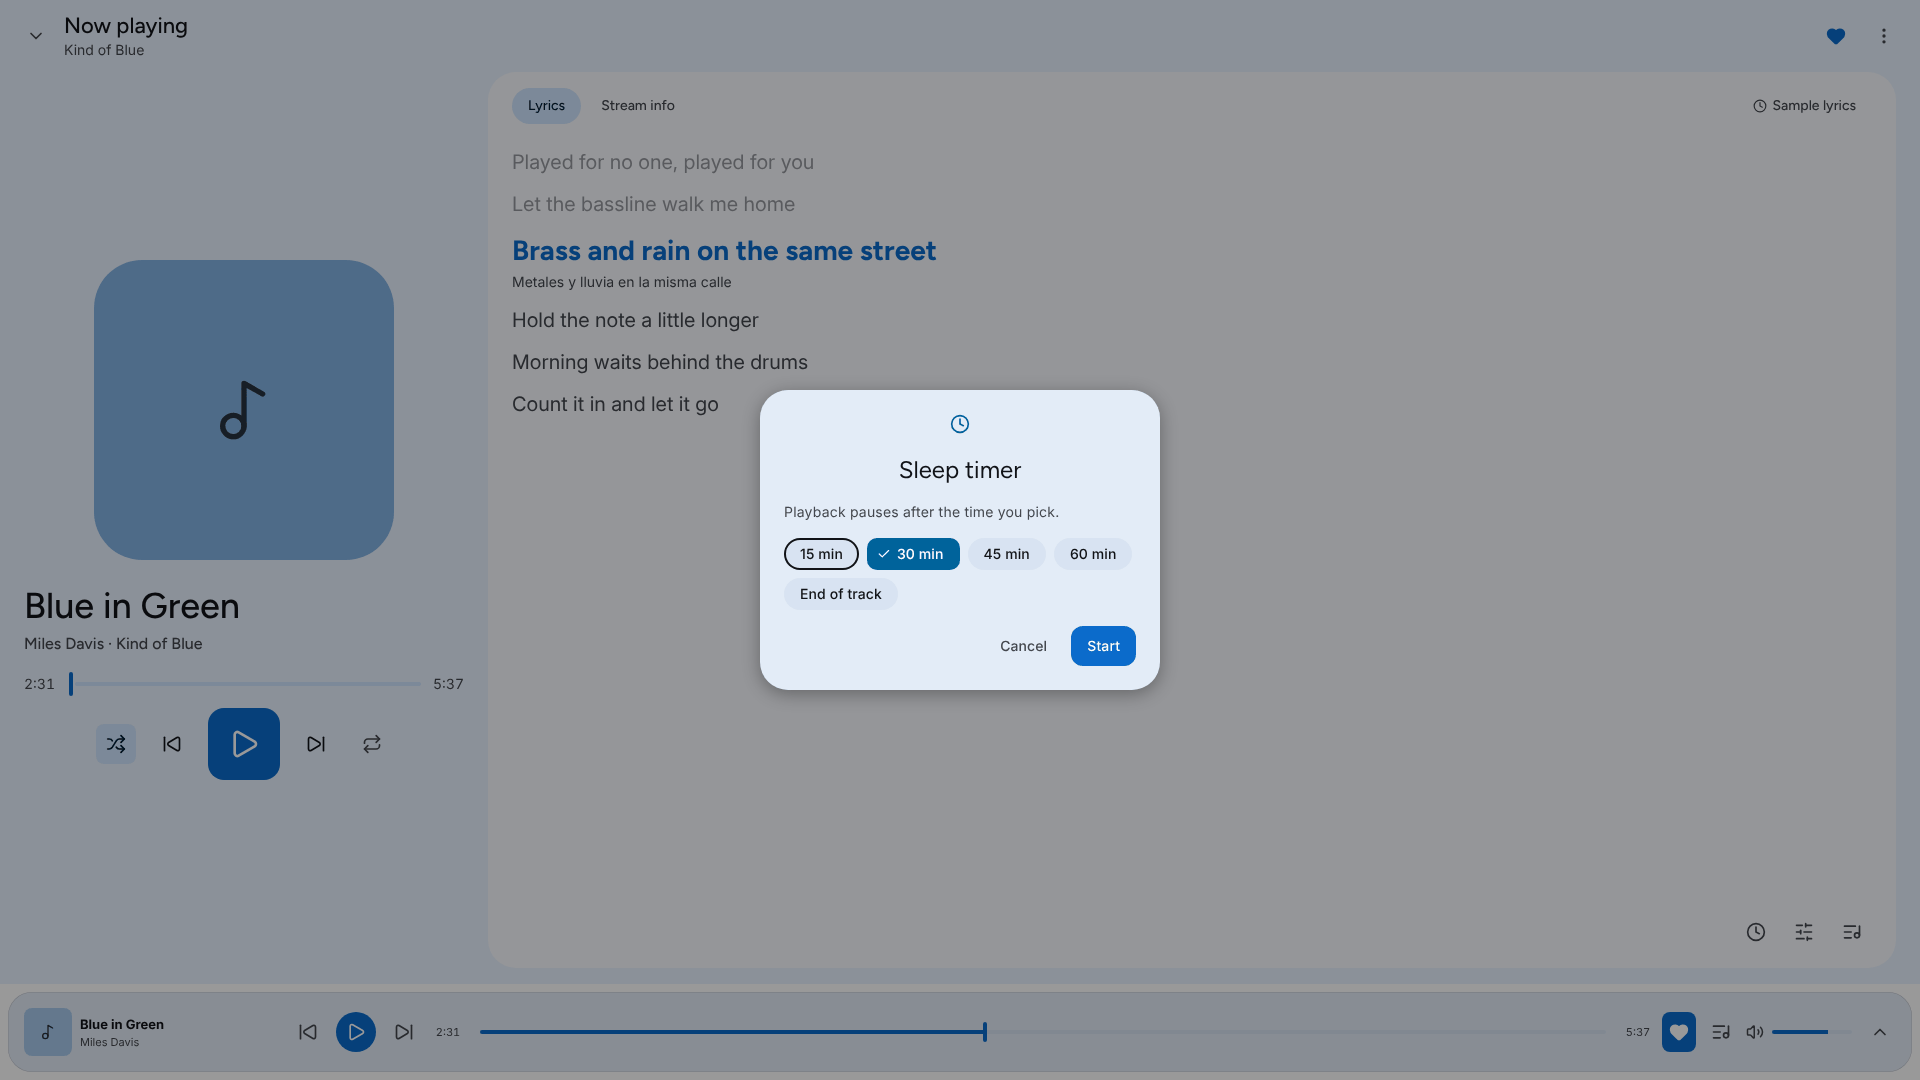 Now playing
Kind of Blue
Lyrics
Stream info
Sample lyrics
Played for no one, played for you
Let the bassline walk me home
Brass and rain on the same street
Metales y lluvia en la misma calle
Hold the note a little longer
Morning waits behind the drums
Count it in and let it go
Blue in Green
Miles Davis · Kind of Blue
2:31
5:37
Sleep timer
Playback pauses after the time you pick.
15 min
30 min
45 min
60 min
End of track
Cancel
Start
Blue in Green
Miles Davis
2:31
5:37